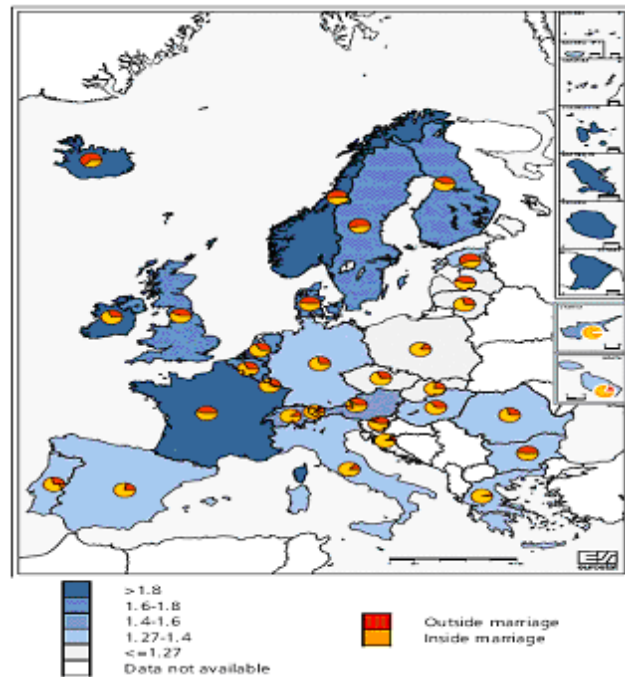 eurostat
>1.8
1.6-1.8
1.4-1.6
1.27-1.4
<=1.27
Data not available
Outside marriage
Inside marriage